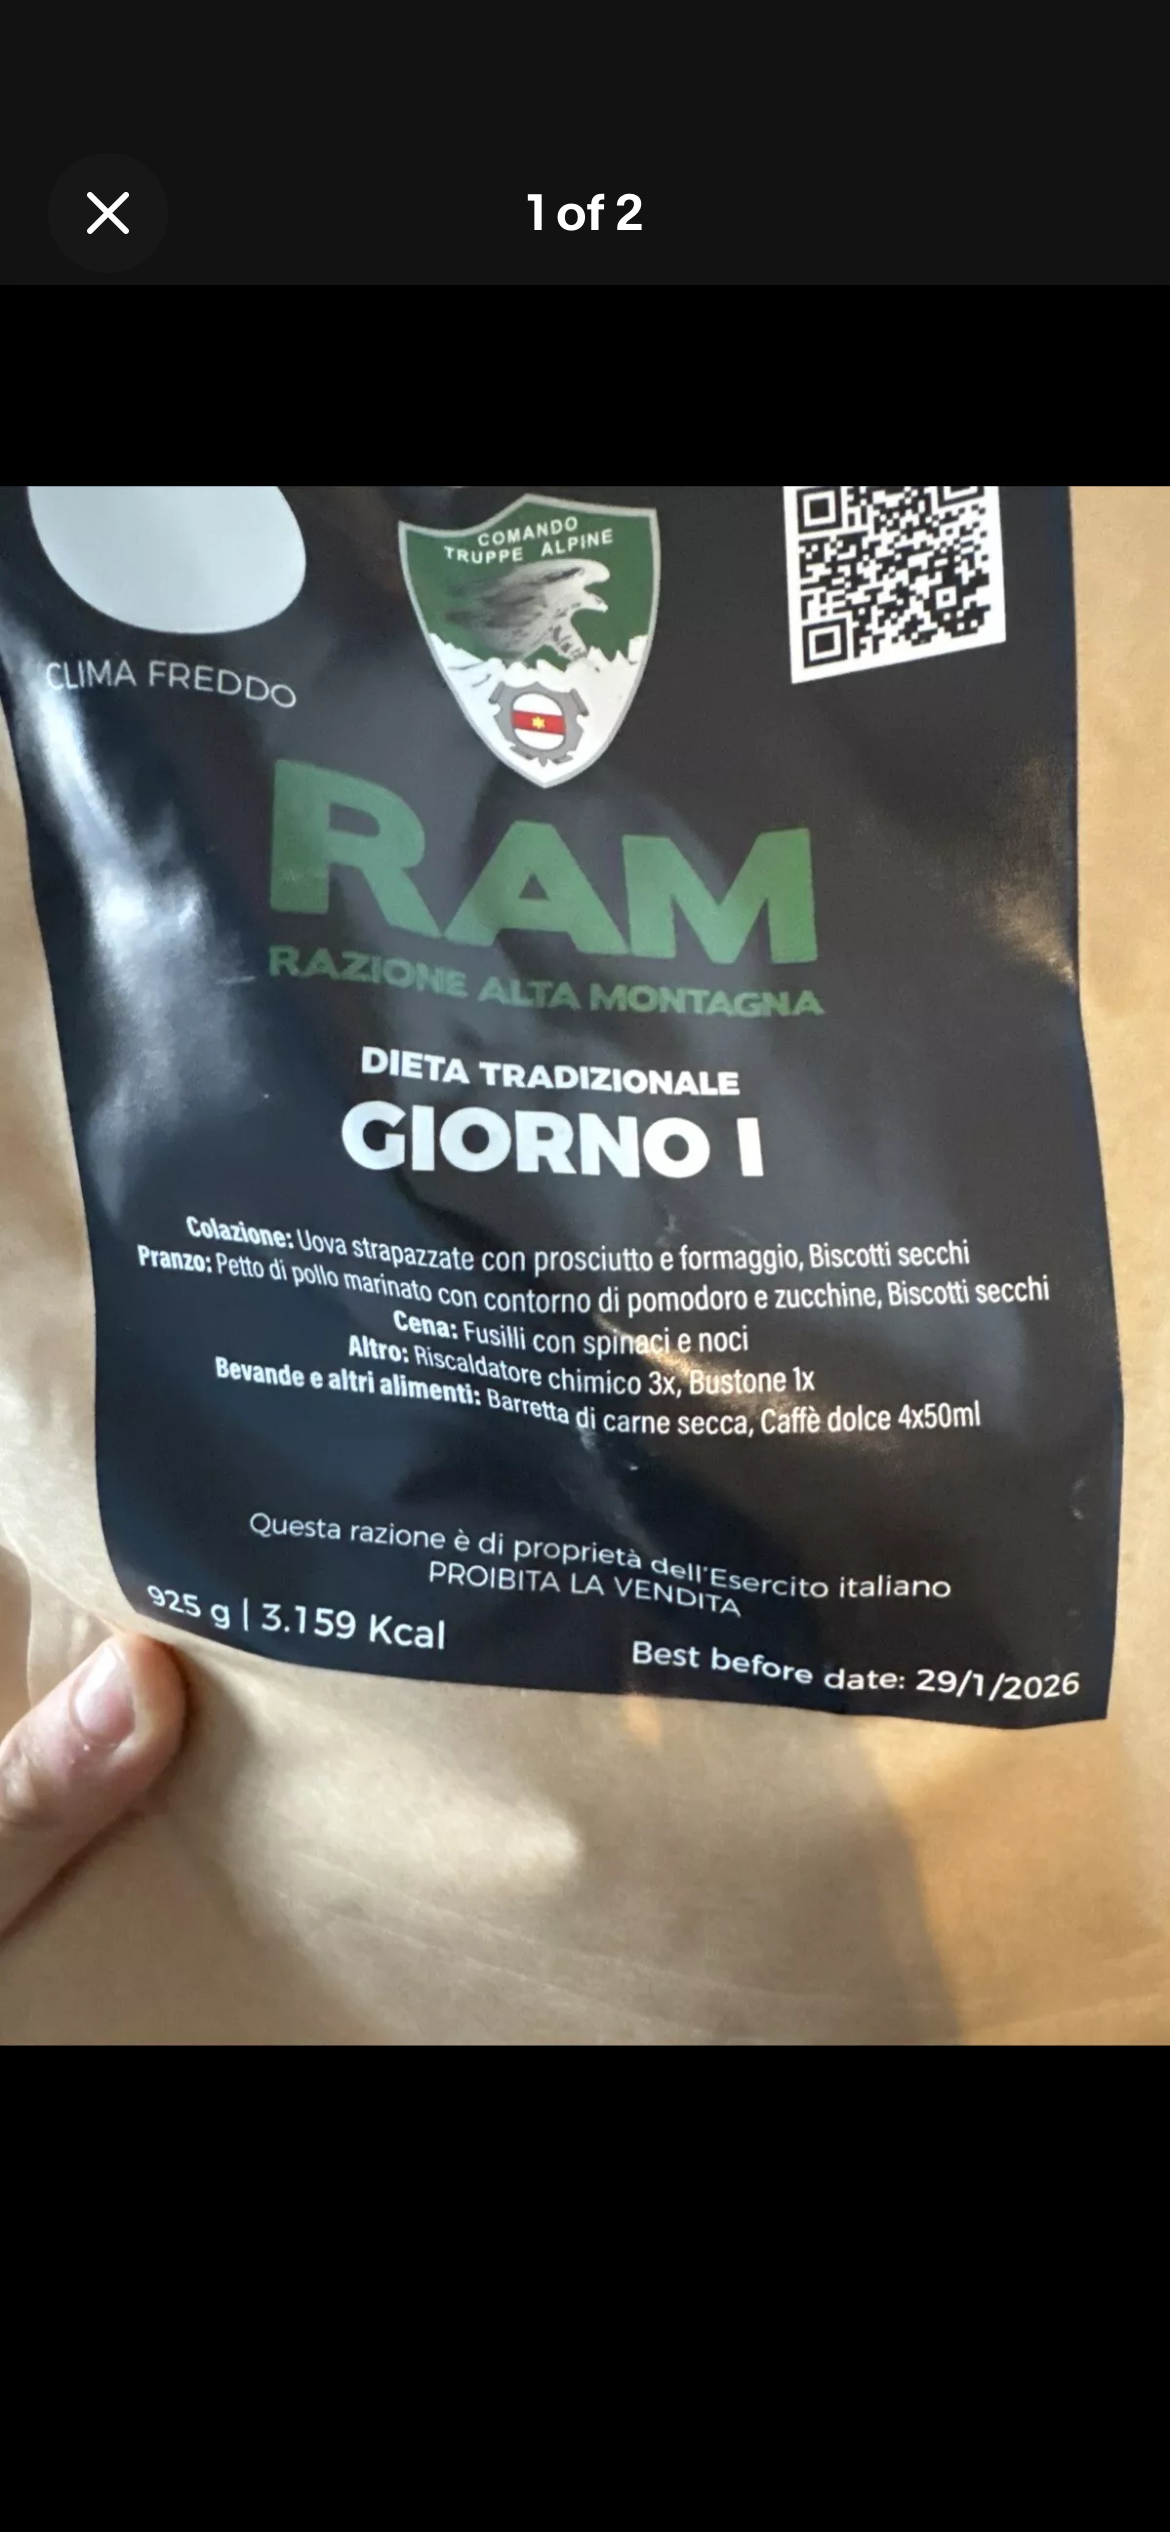 1 of 2
COMANDO
TRUPPE ALPINE
CLIMA FREDDO
RAM
RAZIONE ALTA MONTAGNA
DIETA TRADIZIONALE
GIORNO I
Colazione: Uova strapazzate con prosciutto e formaggio, Biscotti secchi
Pranzo: Petto di pollo marinato con contorno di pomodoro e zucchine, Biscotti secchi
Cena: Fusilli con spinaci e noci
Altro: Riscaldatore chimico 3x, Bustone 1x
Bevande e altri alimenti: Barretta di carne secca, Caffè dolce 4x50ml
Questa razione è di proprietà dell'Esercito italiano
PROIBITA LA VENDITA
925 g | 3.159 Kcal
Best before date: 29/1/2026